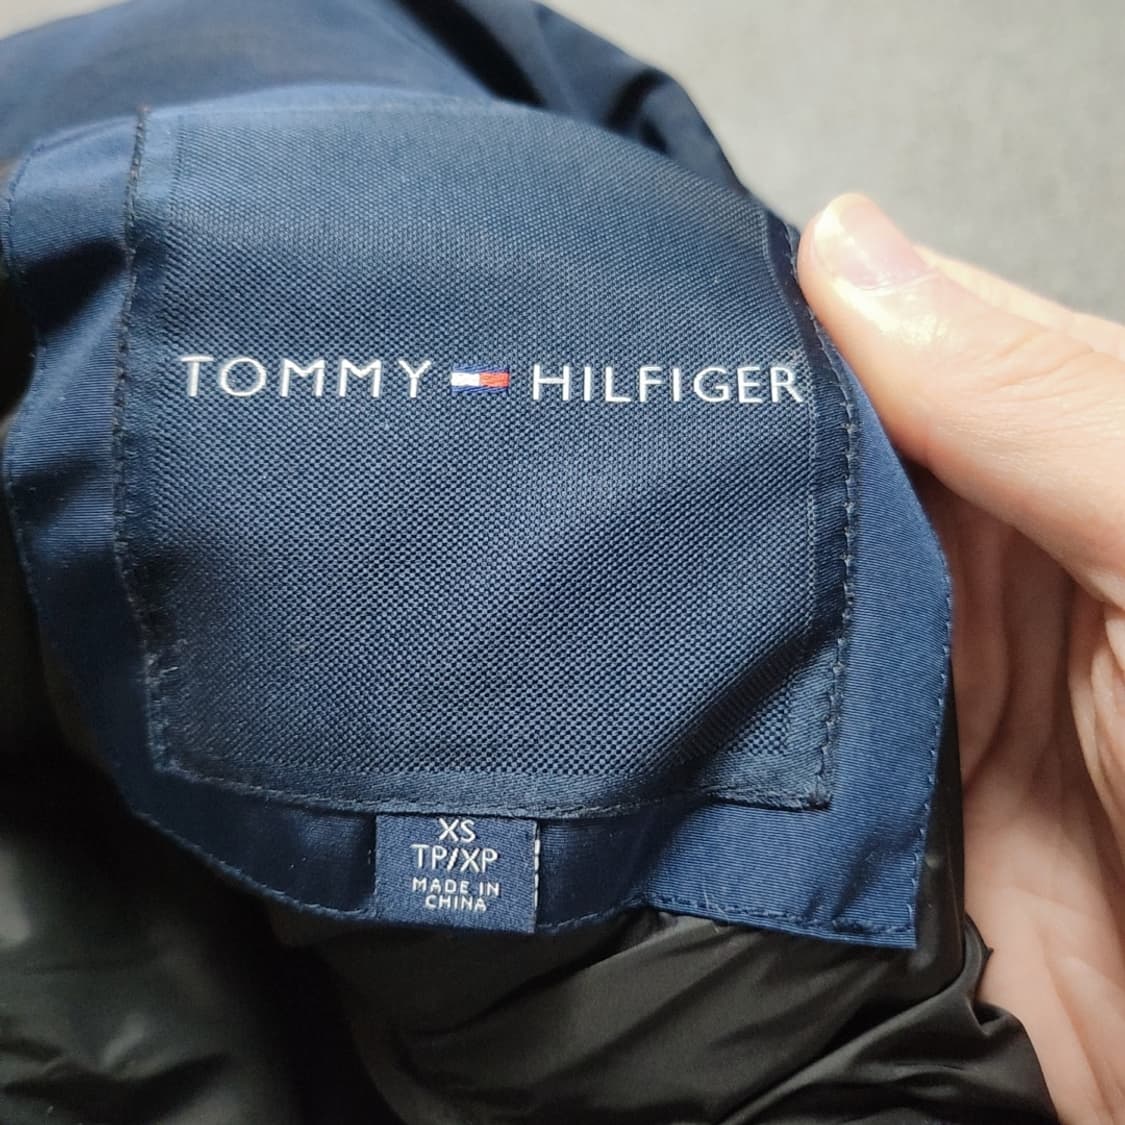 TOMMY HILFIGER
XS
TP/XP
MADE IN
CHINA